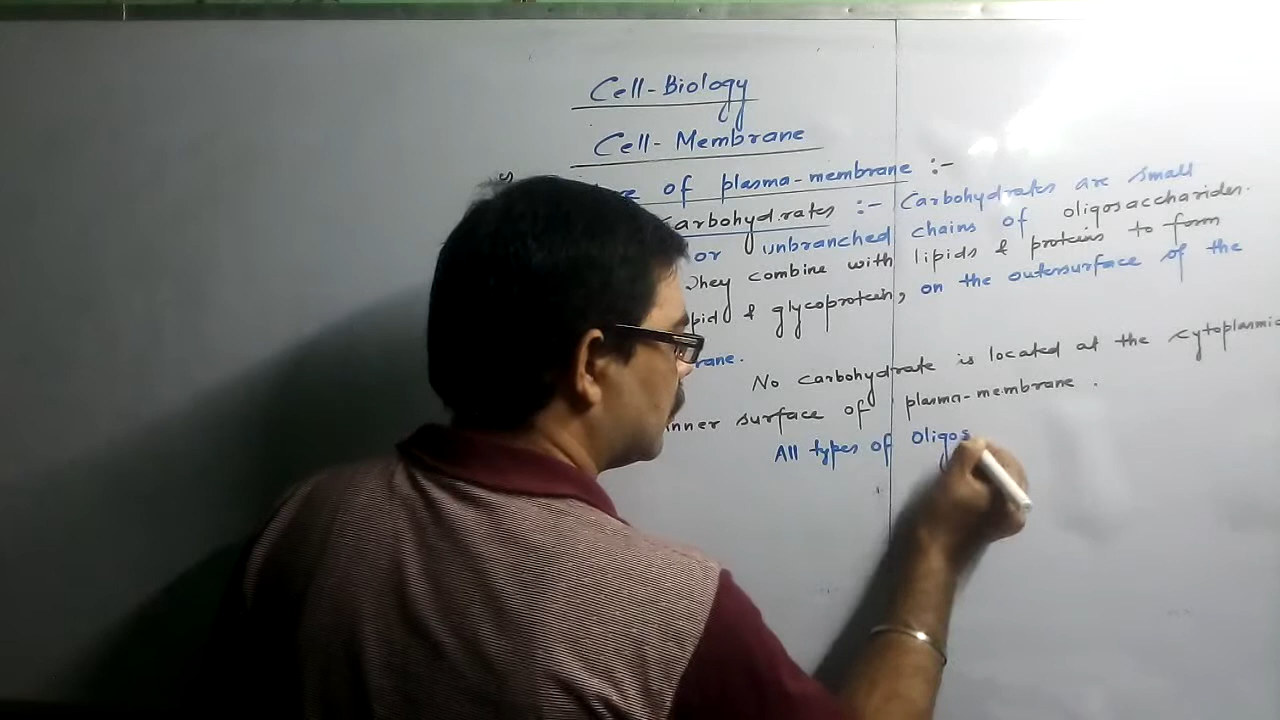 Cell-Biology
Cell-Membrane
of plasma-membrane :-
Carbohydrates :- Carbohydrates are small
or unbranched chains of oligosaccharides.
They combine with lipids & proteins to form
pid & glycoprotein, on the outersurface of the
rane.
No carbohydrate is located at the cytoplasmic
inner surface of plasma-membrane.
All types of Oligos